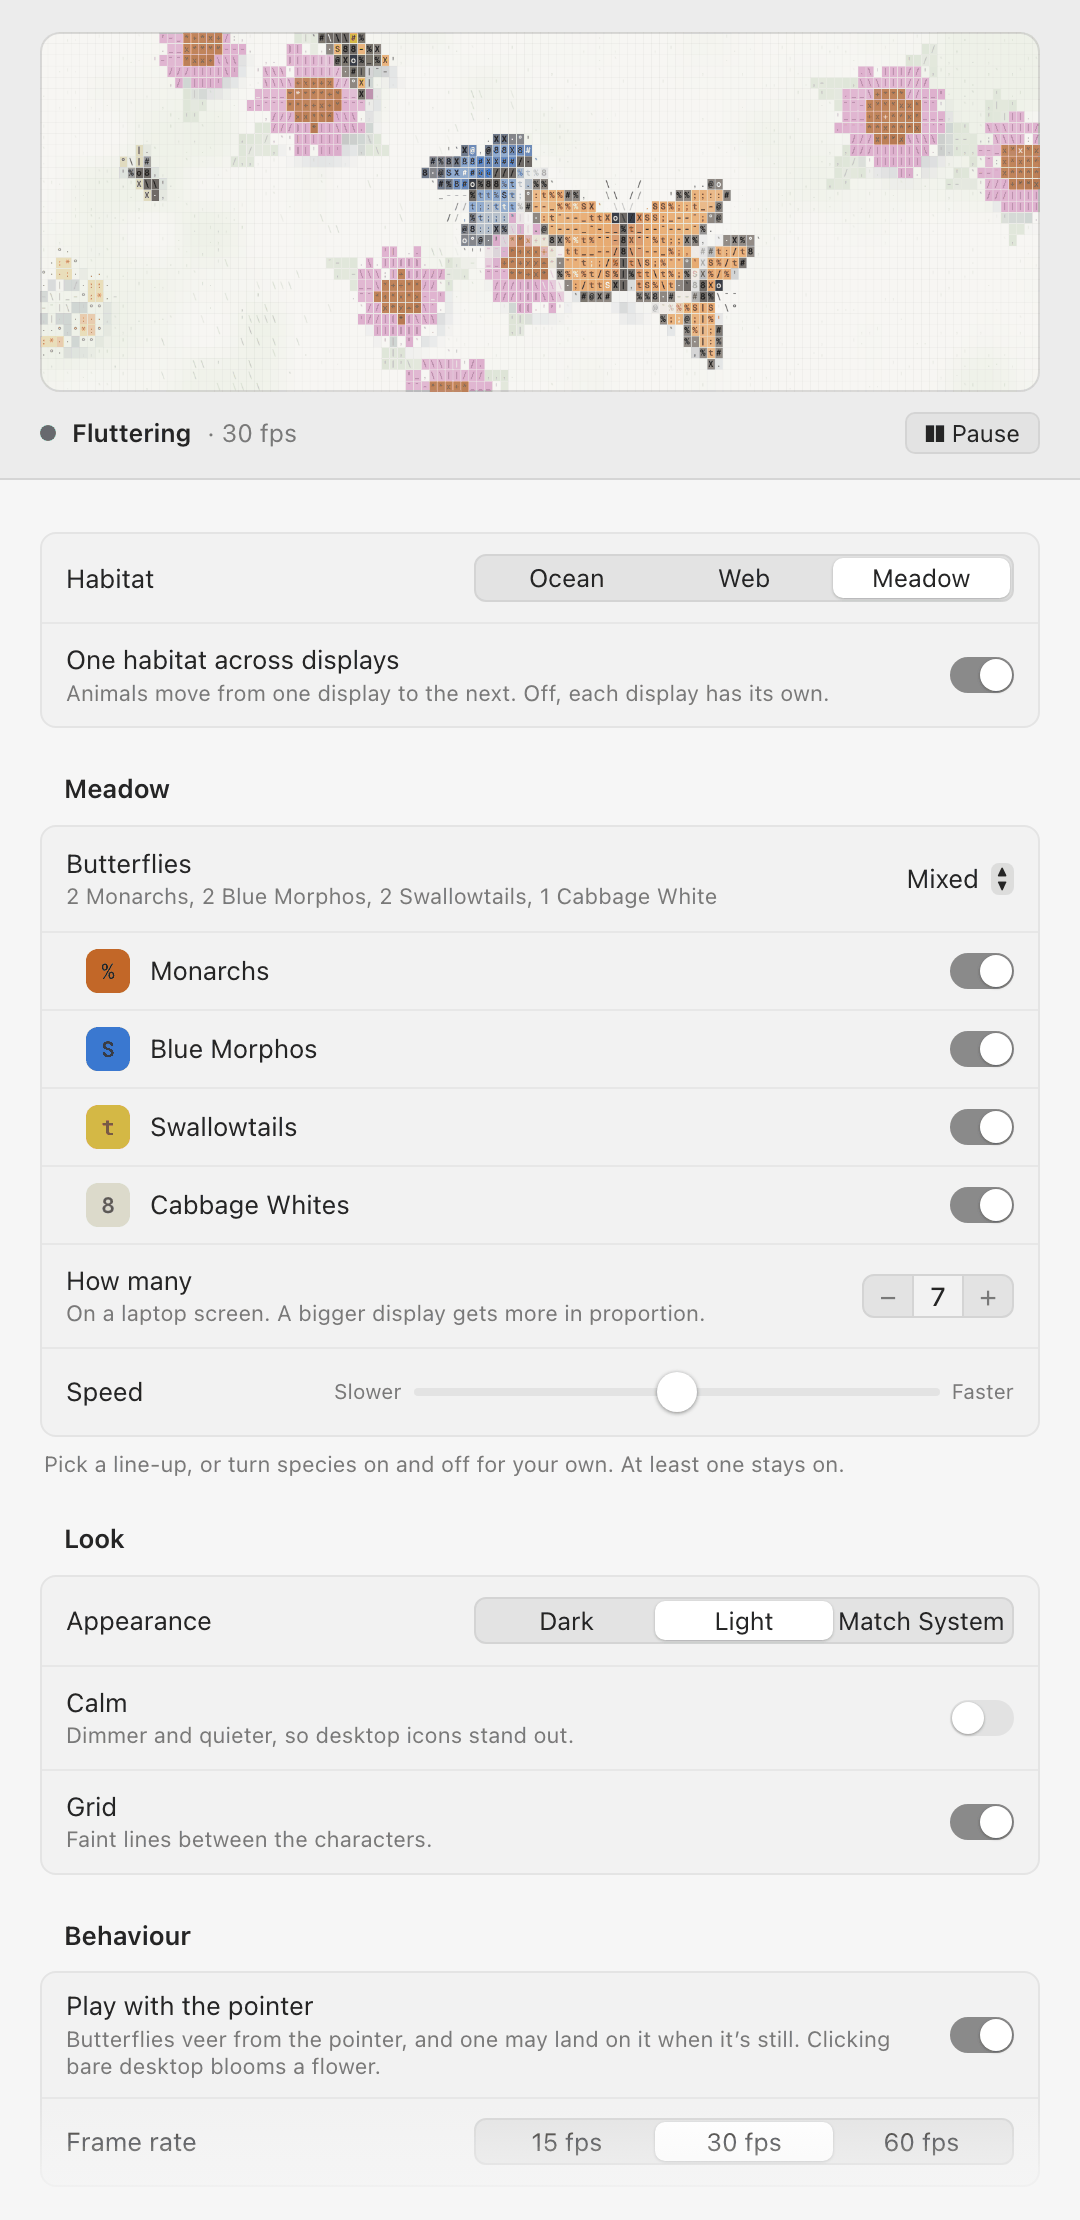 Fluttering · 30 fps
Pause
Habitat
Ocean
Web
Meadow
One habitat across displays
Animals move from one display to the next. Off, each display has its own.
Meadow
Butterflies
2 Monarchs, 2 Blue Morphos, 2 Swallowtails, 1 Cabbage White
Mixed
% Monarchs
S Blue Morphos
t Swallowtails
8 Cabbage Whites
How many
On a laptop screen. A bigger display gets more in proportion.
− 7 +
Speed
Slower
Faster
Pick a line-up, or turn species on and off for your own. At least one stays on.
Look
Appearance
Dark
Light
Match System
Calm
Dimmer and quieter, so desktop icons stand out.
Grid
Faint lines between the characters.
Behaviour
Play with the pointer
Butterflies veer from the pointer, and one may land on it when it’s still. Clicking
bare desktop blooms a flower.
Frame rate
15 fps
30 fps
60 fps